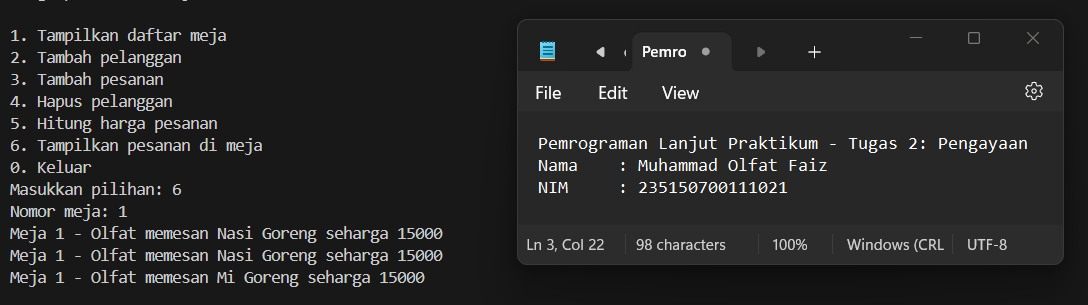 1. Tampilkan daftar meja
2. Tambah pelanggan
3. Tambah pesanan
4. Hapus pelanggan
5. Hitung harga pesanan
6. Tampilkan pesanan di meja
0. Keluar
Masukkan pilihan: 6
Nomor meja: 1
Meja 1 - Olfat memesan Nasi Goreng seharga 15000
Meja 1 - Olfat memesan Nasi Goreng seharga 15000
Meja 1 - Olfat memesan Mi Goreng seharga 15000
Pemro
File Edit View
Pemrograman Lanjut Praktikum - Tugas 2: Pengayaan
Nama : Muhammad Olfat Faiz
NIM : 235150700111021
Ln 3, Col 22 98 characters 100% Windows (CRL UTF-8